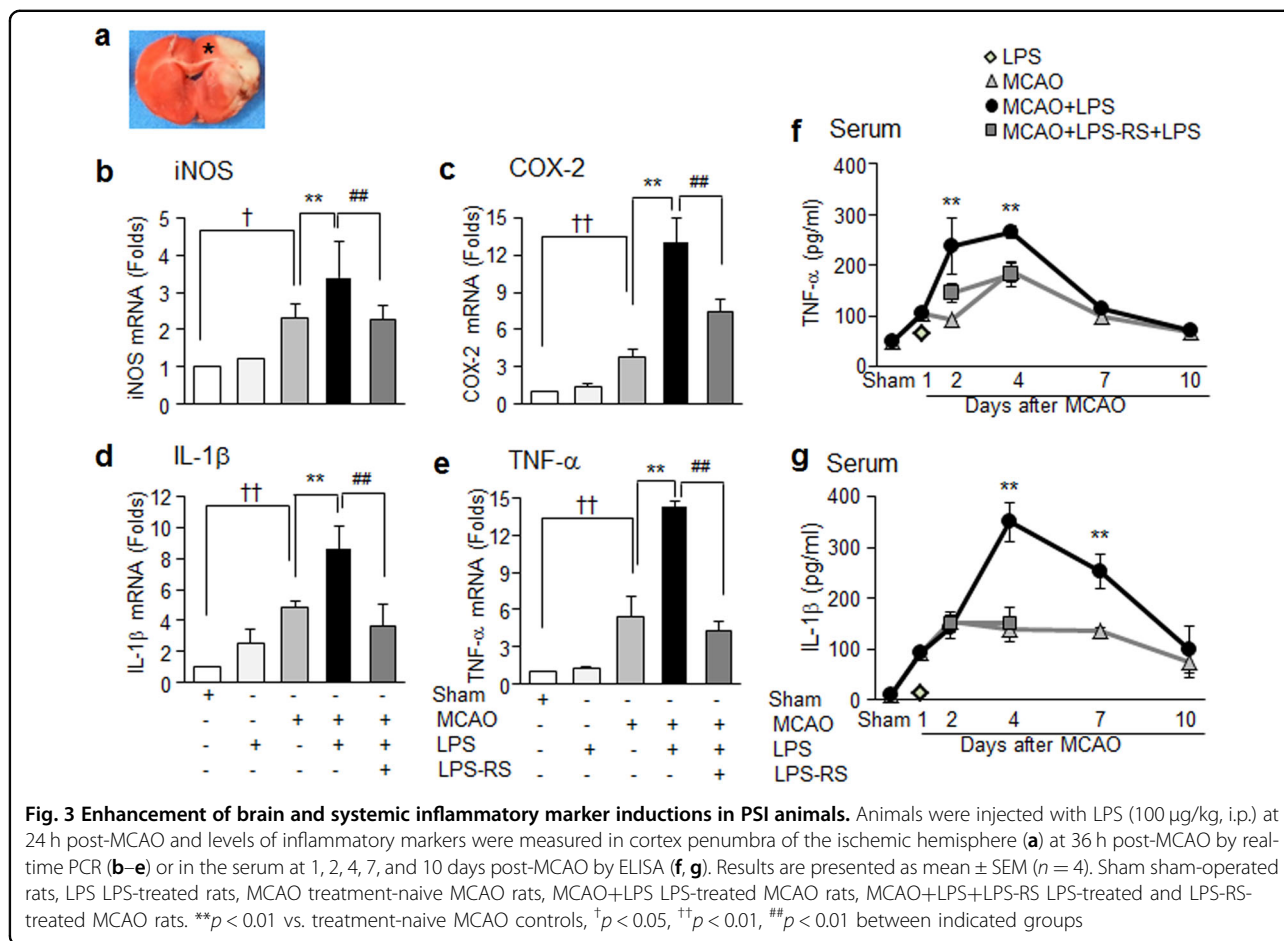 a
*
◇ LPS
△ MCAO
● MCAO+LPS
■ MCAO+LPS-RS+LPS
b iNOS
iNOS mRNA (Folds)
5
4
3
2
1
0
†
**
##
c COX-2
COX-2 mRNA (Folds)
15
12
9
6
3
0
††
**
##
d IL-1β
IL-1β mRNA (Folds)
12
10
8
6
4
2
0
††
**
##
e TNF-α
TNF-α mRNA (Folds)
15
12
9
6
3
0
††
**
##
+ - - - - Sham + - - - - Sham
- - + + + MCAO - - + + + MCAO
- + - + + LPS - + - + + LPS
- - - - + LPS-RS - - - - + LPS-RS
f Serum
TNF-α (pg/ml)
400
300
200
100
0
** **
Sham 1 2 4 7 10
Days after MCAO
g Serum
IL-1β (pg/ml)
400
300
200
100
0
** **
Sham 1 2 4 7 10
Days after MCAO
Fig. 3 Enhancement of brain and systemic inflammatory marker inductions in PSI animals. Animals were injected with LPS (100 μg/kg, i.p.) at
24 h post-MCAO and levels of inflammatory markers were measured in cortex penumbra of the ischemic hemisphere (a) at 36 h post-MCAO by real-
time PCR (b–e) or in the serum at 1, 2, 4, 7, and 10 days post-MCAO by ELISA (f, g). Results are presented as mean ± SEM (n = 4). Sham sham-operated
rats, LPS LPS-treated rats, MCAO treatment-naive MCAO rats, MCAO+LPS LPS-treated MCAO rats, MCAO+LPS+LPS-RS LPS-treated and LPS-RS-
treated MCAO rats. **p < 0.01 vs. treatment-naive MCAO controls, †p < 0.05, ††p < 0.01, ##p < 0.01 between indicated groups